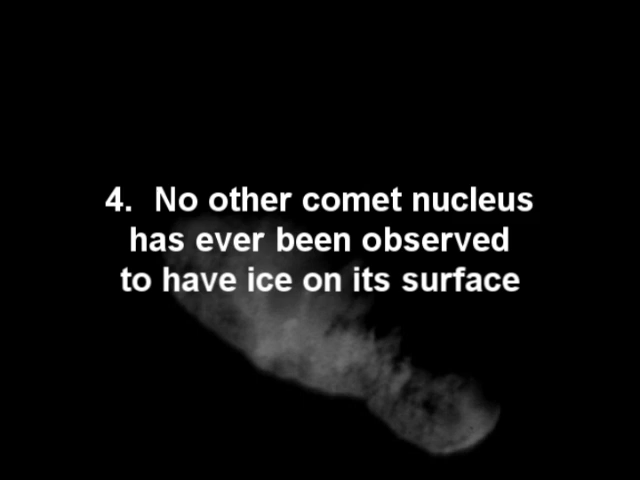 4. No other comet nucleus
has ever been observed
to have ice on its surface